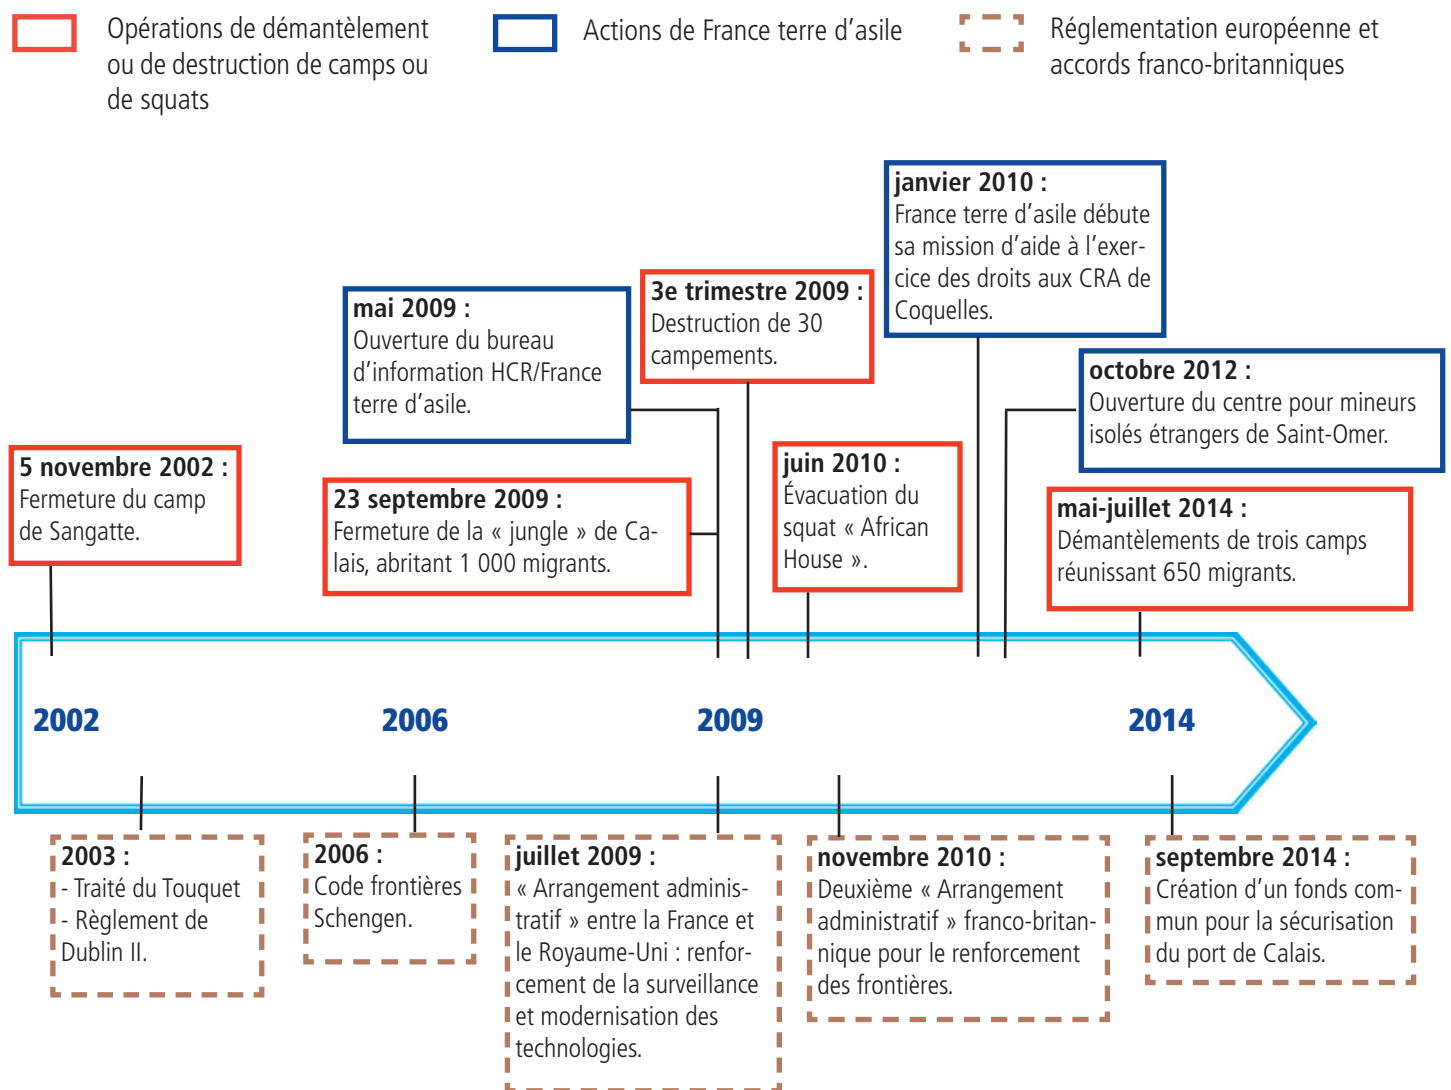 Opérations de démantèlement
ou de destruction de camps ou
de squats
Actions de France terre d'asile
Réglementation européenne et
accords franco-britanniques
janvier 2010 :
France terre d'asile débute
sa mission d'aide à l'exer-
cice des droits aux CRA de
Coquelles.
3e trimestre 2009 :
Destruction de 30
campements.
mai 2009 :
Ouverture du bureau
d'information HCR/France
terre d'asile.
octobre 2012 :
Ouverture du centre pour mineurs
isolés étrangers de Saint-Omer.
5 novembre 2002 :
Fermeture du camp
de Sangatte.
23 septembre 2009 :
Fermeture de la « jungle » de Ca-
lais, abritant 1 000 migrants.
juin 2010 :
Évacuation du
squat « African
House ».
mai-juillet 2014 :
Démantèlements de trois camps
réunissant 650 migrants.
2002
2006
2009
2014
2003 :
- Traité du Touquet
- Règlement de
Dublin II.
2006 :
Code frontières
Schengen.
juillet 2009 :
« Arrangement adminis-
tratif » entre la France et
le Royaume-Uni : renfor-
cement de la surveillance
et modernisation des
technologies.
novembre 2010 :
Deuxième « Arrangement
administratif » franco-britan-
nique pour le renforcement
des frontières.
septembre 2014 :
Création d'un fonds com-
mun pour la sécurisation
du port de Calais.